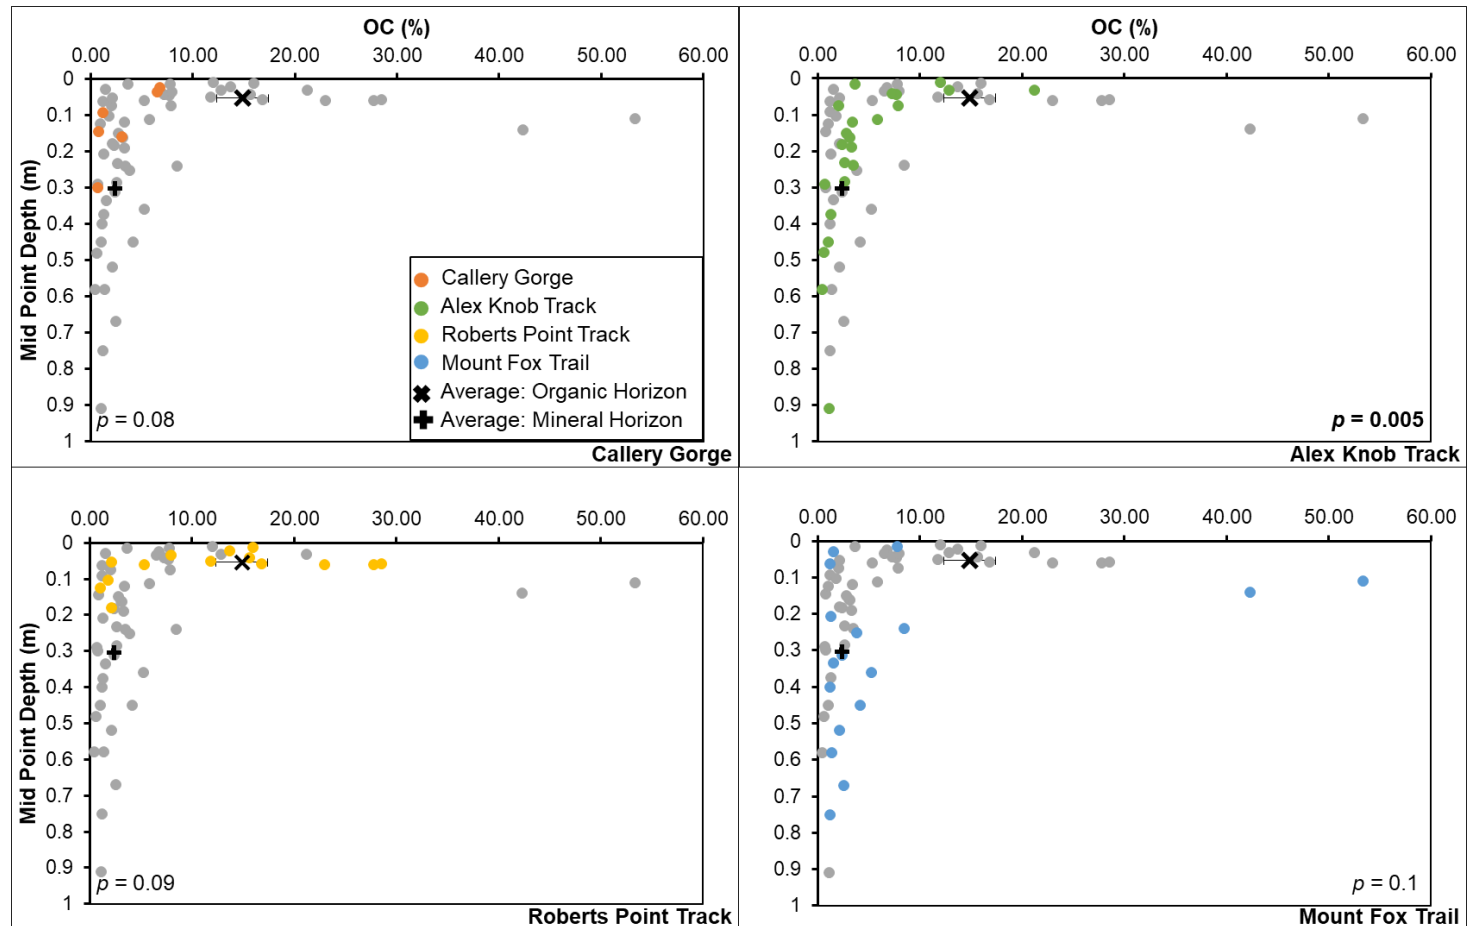 OC (%)
0.00 10.00 20.00 30.00 40.00 50.00 60.00
0
0.1
0.2
0.3
0.4
0.5
0.6
0.7
0.8
0.9
1
Mid Point Depth (m)
Callery Gorge
Alex Knob Track
Roberts Point Track
Mount Fox Trail
Average: Organic Horizon
Average: Mineral Horizon
p = 0.08
Callery Gorge
OC (%)
0.00 10.00 20.00 30.00 40.00 50.00 60.00
0
0.1
0.2
0.3
0.4
0.5
0.6
0.7
0.8
0.9
1
p = 0.005
Alex Knob Track
0.00 10.00 20.00 30.00 40.00 50.00 60.00
0
0.1
0.2
0.3
0.4
0.5
0.6
0.7
0.8
0.9
1
Mid Point Depth (m)
p = 0.09
Roberts Point Track
0.00 10.00 20.00 30.00 40.00 50.00 60.00
0
0.1
0.2
0.3
0.4
0.5
0.6
0.7
0.8
0.9
1
p = 0.1
Mount Fox Trail